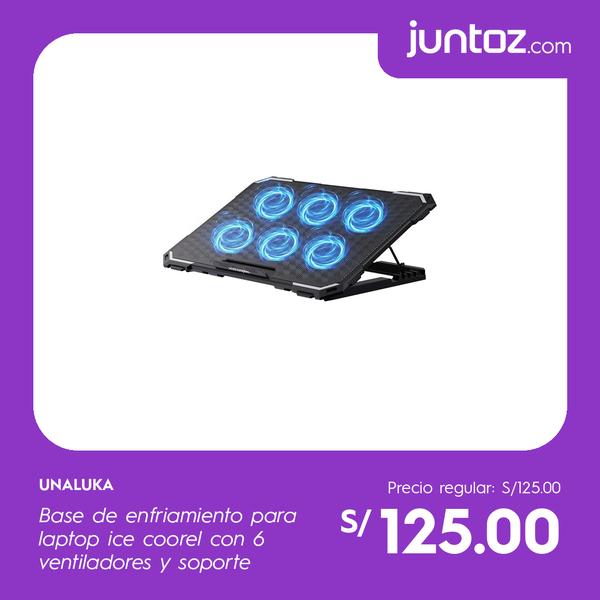 juntoz.com
UNALUKA
Base de enfriamiento para
laptop ice coorel con 6
ventiladores y soporte
Precio regular: S/125.00
S/125.00